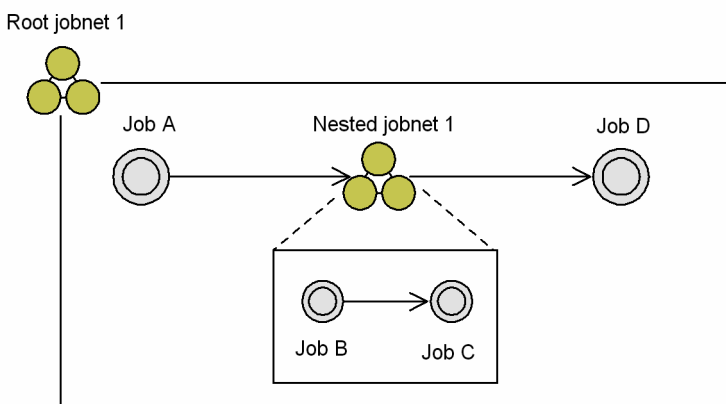 Root jobnet 1
Job A
Nested jobnet 1
Job D
Job B
Job C